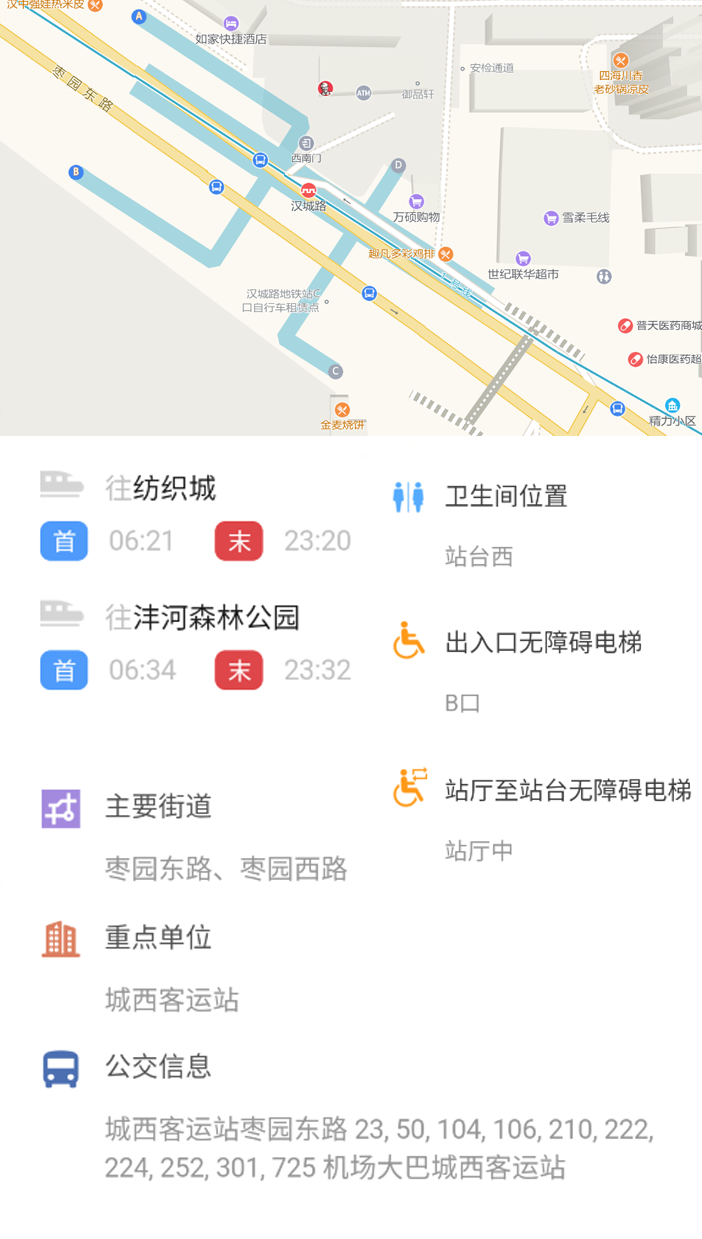 汉中强娃热米皮
A
如家快捷酒店
枣园东路
ATM
御品轩
安检通道
四海川香
老砂锅凉皮
西南门
B
D
汉城路
万硕购物
雪柔毛线
趣凡多彩鸡排
世纪联华超市
1号线
汉城路地铁站C
口自行车租赁点
普天医药商城
怡康医药超
C
金麦烧饼
精力小区
往纺织城
首 06:21 末 23:20
往沣河森林公园
首 06:34 末 23:32
卫生间位置
站台西
出入口无障碍电梯
B口
站厅至站台无障碍电梯
站厅中
主要街道
枣园东路、枣园西路
重点单位
城西客运站
公交信息
城西客运站枣园东路 23, 50, 104, 106, 210, 222,
224, 252, 301, 725 机场大巴城西客运站